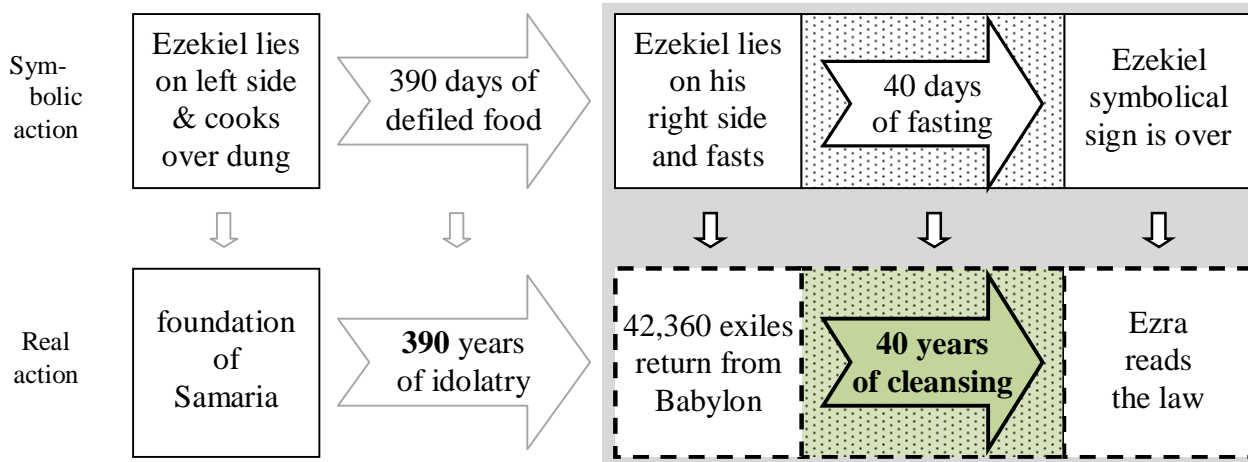 Sym-
bolic
action
Ezekiel lies
on left side
& cooks
over dung
390 days of
defiled food
Ezekiel lies
on his
right side
and fasts
40 days
of fasting
Ezekiel
symbolical
sign is over
Real
action
foundation
of
Samaria
390 years
of idolatry
42,360 exiles
return from
Babylon
40 years
of cleansing
Ezra
reads
the law